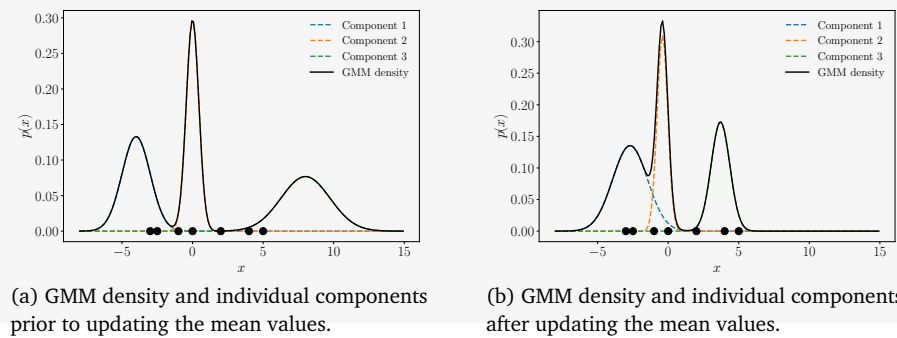 0.30
0.25
0.20
0.15
0.10
0.05
0.00
p(x)
−5
0
5
10
15
x
Component 1
Component 2
Component 3
GMM density
(a) GMM density and individual components
prior to updating the mean values.
0.30
0.25
0.20
0.15
0.10
0.05
0.00
p(x)
−5
0
5
10
15
x
Component 1
Component 2
Component 3
GMM density
(b) GMM density and individual components
after updating the mean values.